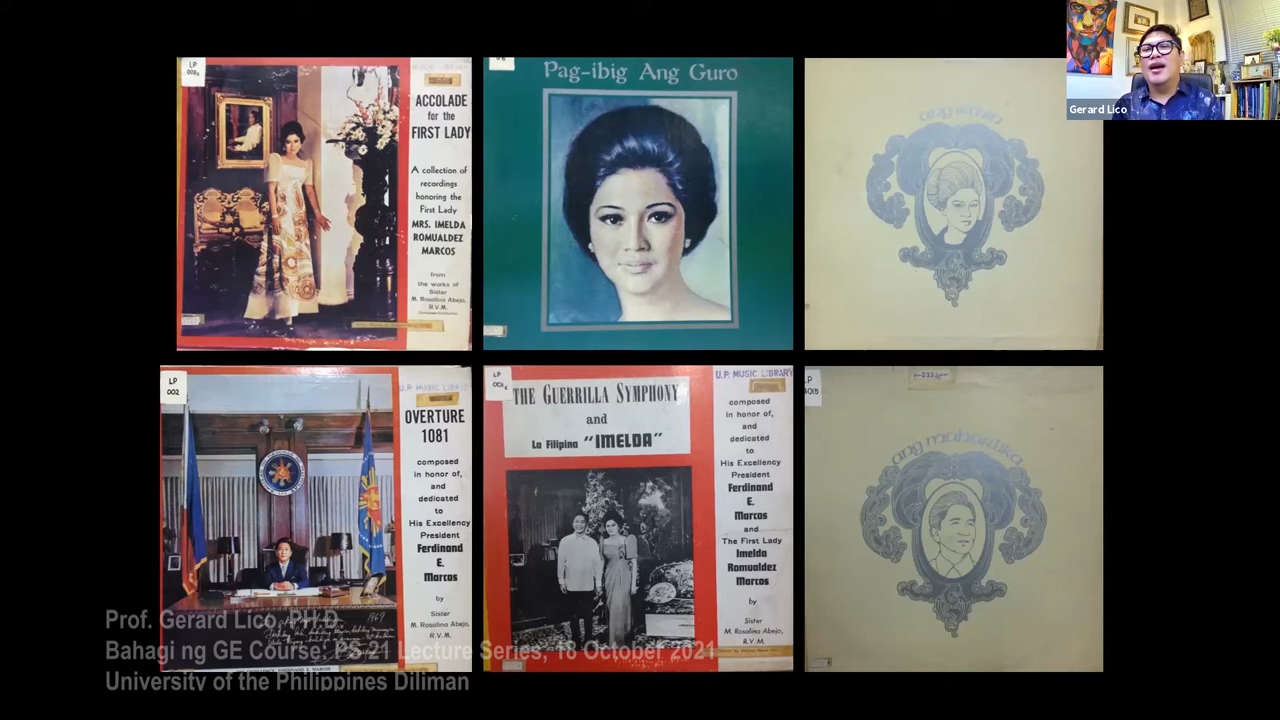 LP
ACCOLADE
for the
FIRST LADY
A collection of
recordings
honoring the
First Lady
MRS. IMELDA
ROMUALDEZ
MARCOS
from
the works of
Sister
M. Rosalina Abejo,
R.V.M.
Pag-ibig Ang Guro
Gerard Lico
LP
002
U.P. MUSIC LIBRARY
OVERTURE
1081
composed
in honor of,
and
dedicated
to
His Excellency
President
Ferdinand
E.
Marcos
by
Sister
M. Rosalina Abejo,
R.V.M.
LP
THE GUERRILLA SYMPHONY
and
La Filipina "IMELDA"
U.P. MUSIC LIBRARY
composed
in honor of,
and
dedicated
to
His Excellency
President
Ferdinand
E.
Marcos
and
The First Lady
Imelda
Romualdez
Marcos
by
Sister
M. Rosalina Abejo,
R.V.M.
LP
ang maharlika
Prof. Gerard Lico, PH.D
Bahagi ng GE Course: PS 21 Lecture Series, 18 October 2021
University of the Philippines Diliman